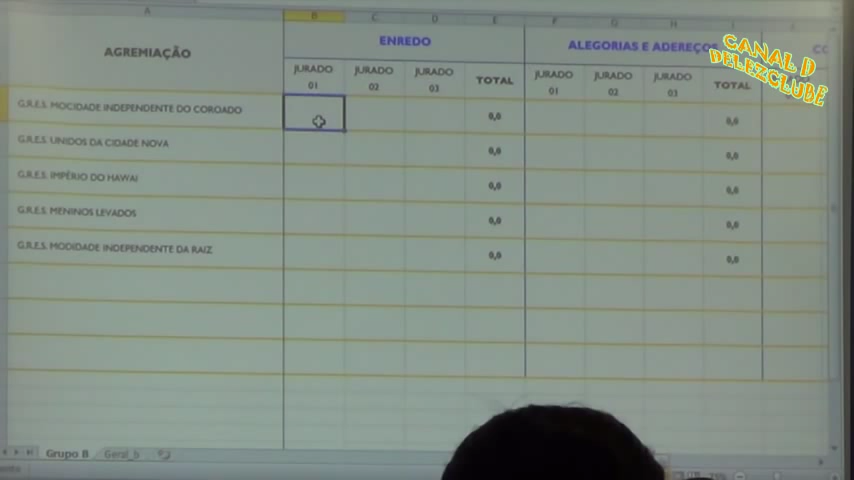 A B C D E F G H I
AGREMIAÇÃO ENREDO ALEGORIAS E ADEREÇOS CO
CANAL D
DELEZCLUBE
JURADO 01 JURADO 02 JURADO 03 TOTAL JURADO 01 JURADO 02 JURADO 03 TOTAL
G.R.E.S. MOCIDADE INDEPENDENTE DO COROADO 0,0 0,0
G.R.E.S. UNIDOS DA CIDADE NOVA 0,0 0,0
G.R.E.S. IMPÉRIO DO HAWAI 0,0 0,0
G.R.E.S. MENINOS LEVADOS 0,0 0,0
G.R.E.S. MODIDADE INDEPENDENTE DA RAIZ 0,0 0,0
Grupo B Geral_b